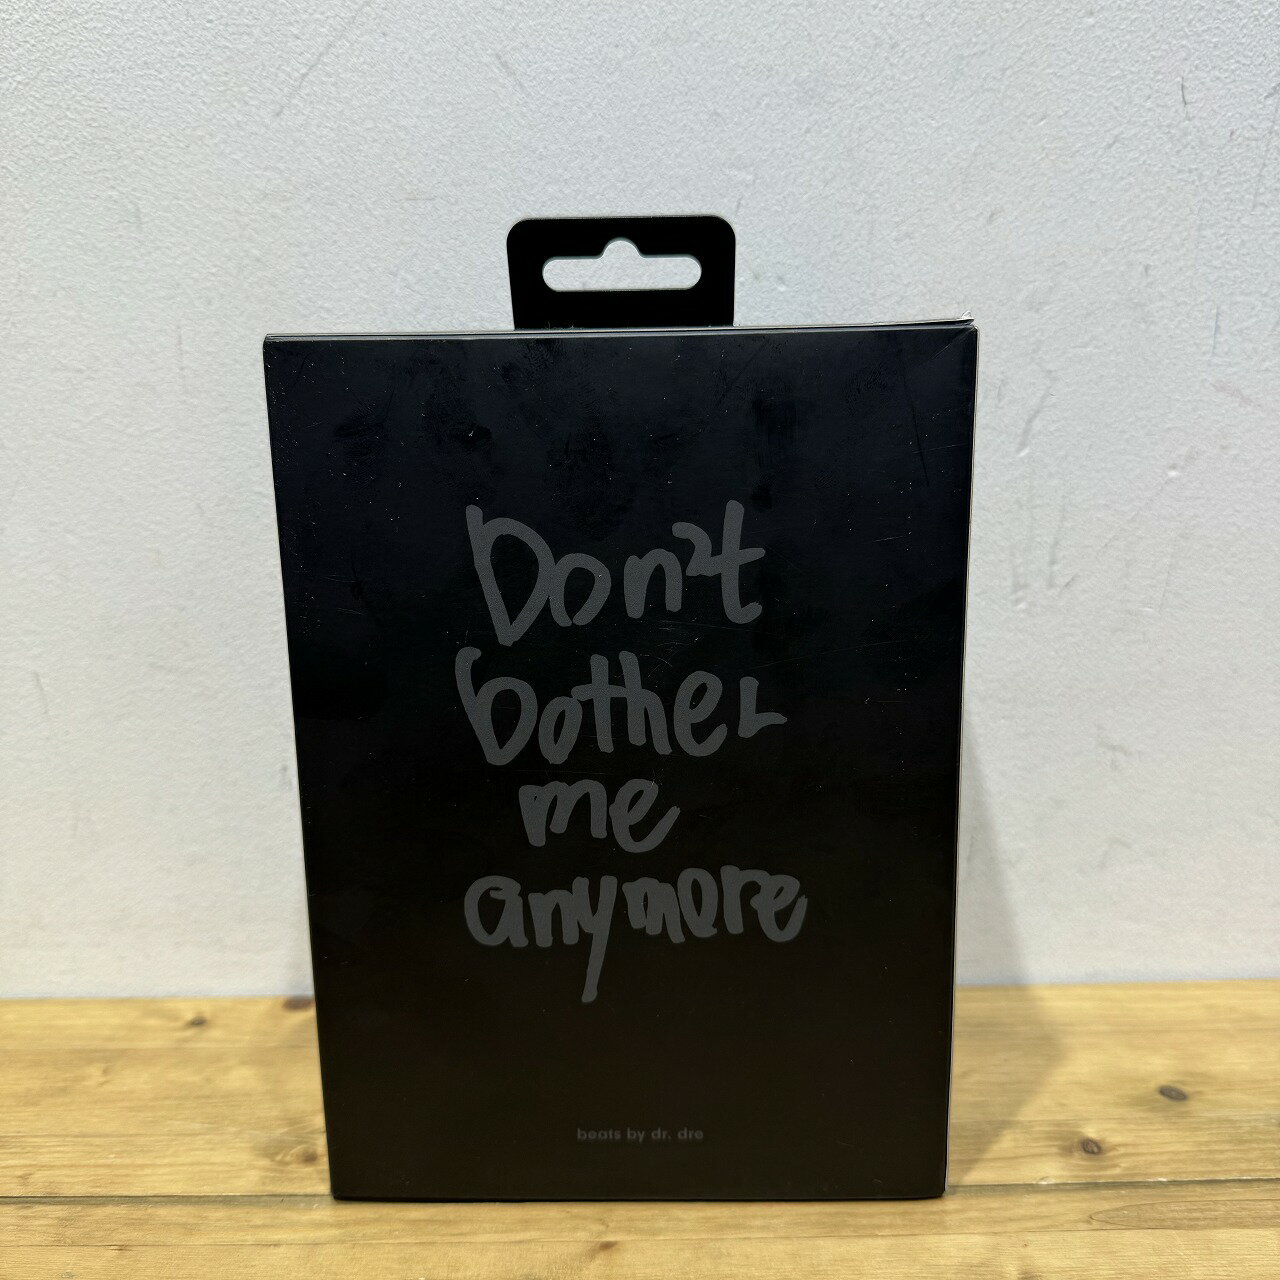 Don't
bother
me
anymore
beats by dr. dre